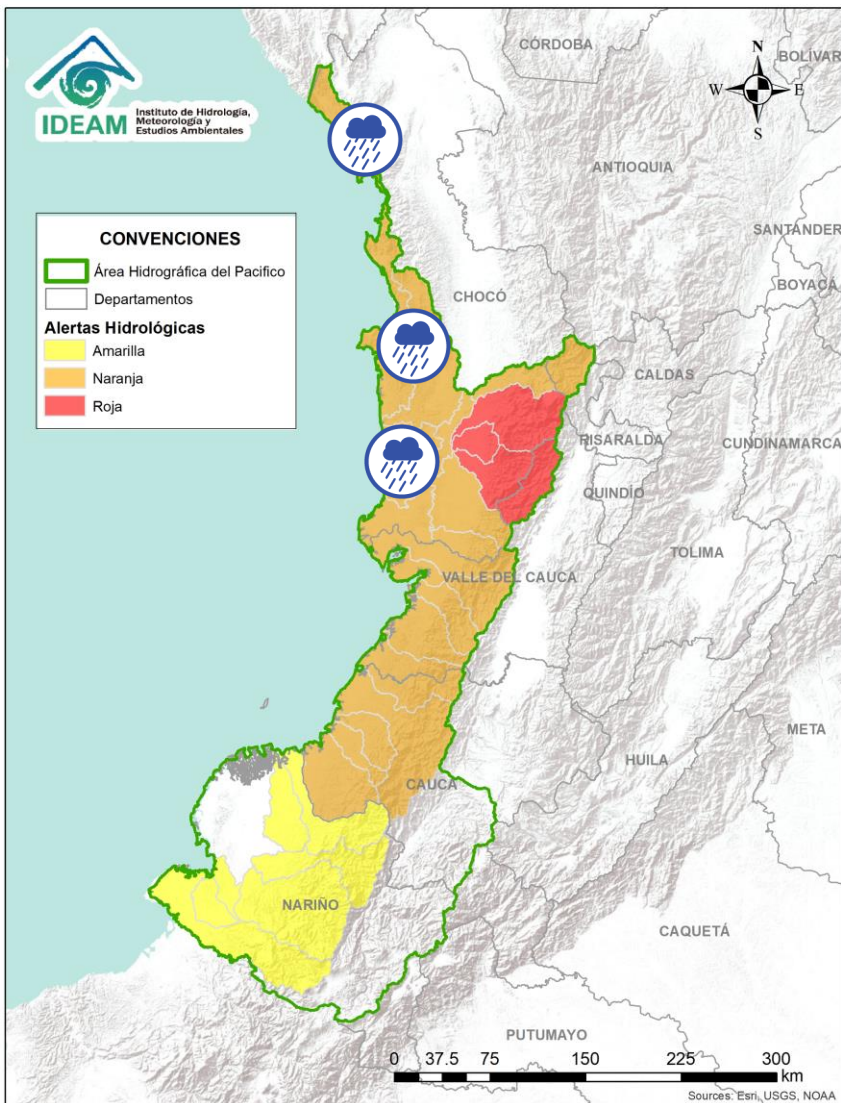 IDEAM
Instituto de Hidrología,
Meteorología y
Estudios Ambientales
CÓRDOBA
BOLÍVAR
N
W E
S
ANTIOQUIA
SANTANDER
BOYACÁ
CONVENCIONES
Área Hidrográfica del Pacifico
Departamentos
Alertas Hidrológicas
Amarilla
Naranja
Roja
CHOCÓ
CALDAS
RISARALDA
CUNDINAMARCA
QUINDÍO
TOLIMA
VALLE DEL CAUCA
META
HUILA
CAUCA
NARIÑO
CAQUETÁ
PUTUMAYO
0 37.5 75 150 225 300
km
Sources: Esri, USGS, NOAA